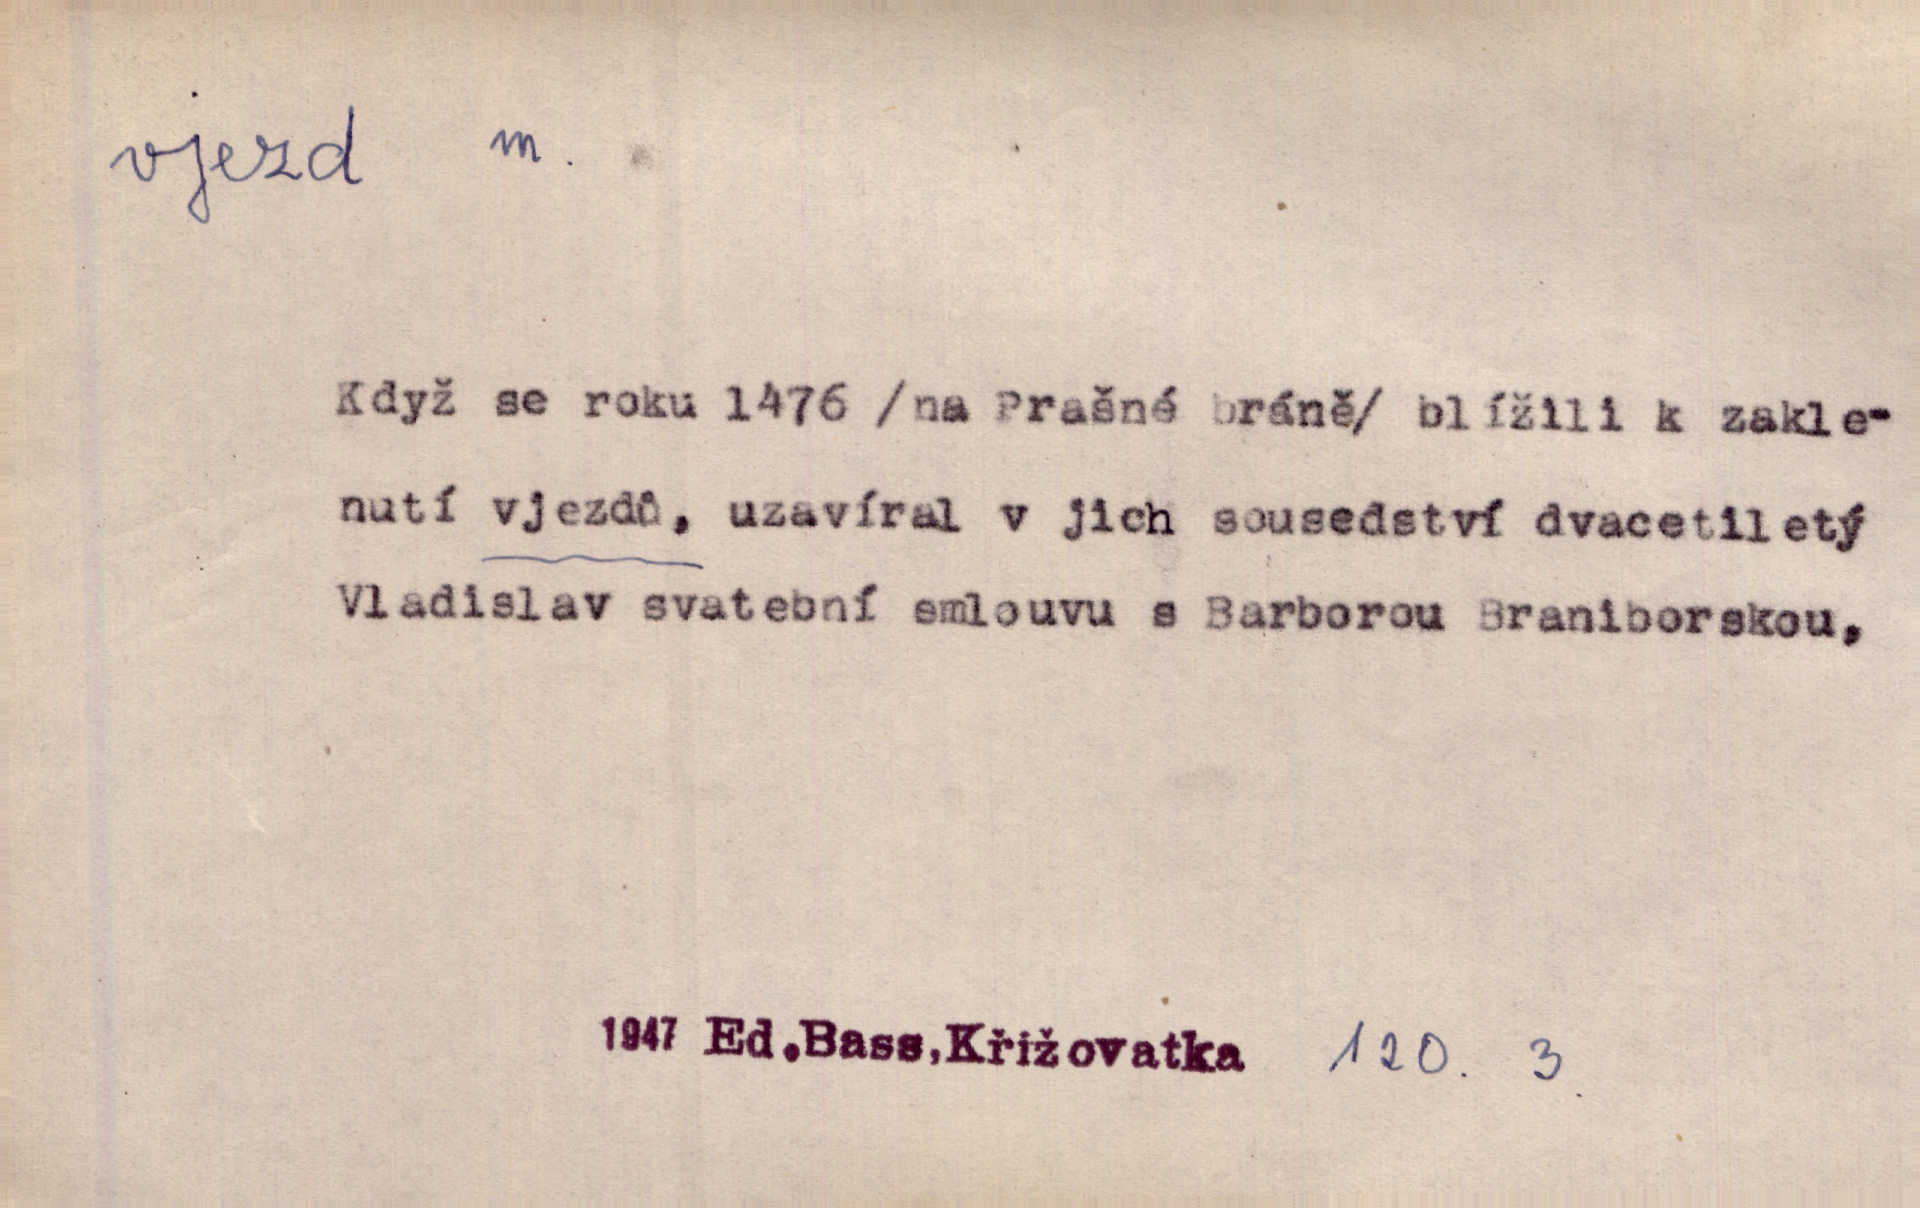 vjezd m.
Když se roku 1476 /na Prašné bráně/ blížili k zakle-
nutí vjezdů, uzavíral v jich sousedství dvacetiletý
Vladislav svatební smlouvu s Barborou Braniborskou,
1947 Ed.Bass,Křižovatka 120. 3